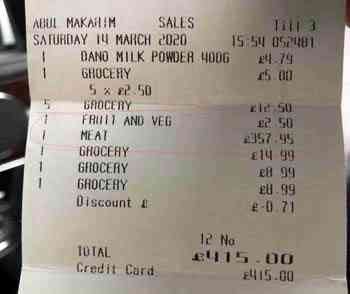 ABUL MAKAHIM SALES Till 3
SATURDAY 14 MARCH 2020 15:54 052481
1 DANO MILK POWDER 400G £4.79
1 GROCERY £5.00
5 x £2.50
5 GROCERY £12.50
1 FRUIT AND VEG £2.50
1 MEAT £357.95
1 GROCERY £14.99
1 GROCERY £8.99
1 GROCERY £8.99
Discount £ £-0.71
12 No
TOTAL £415.00
Credit Card £415.00